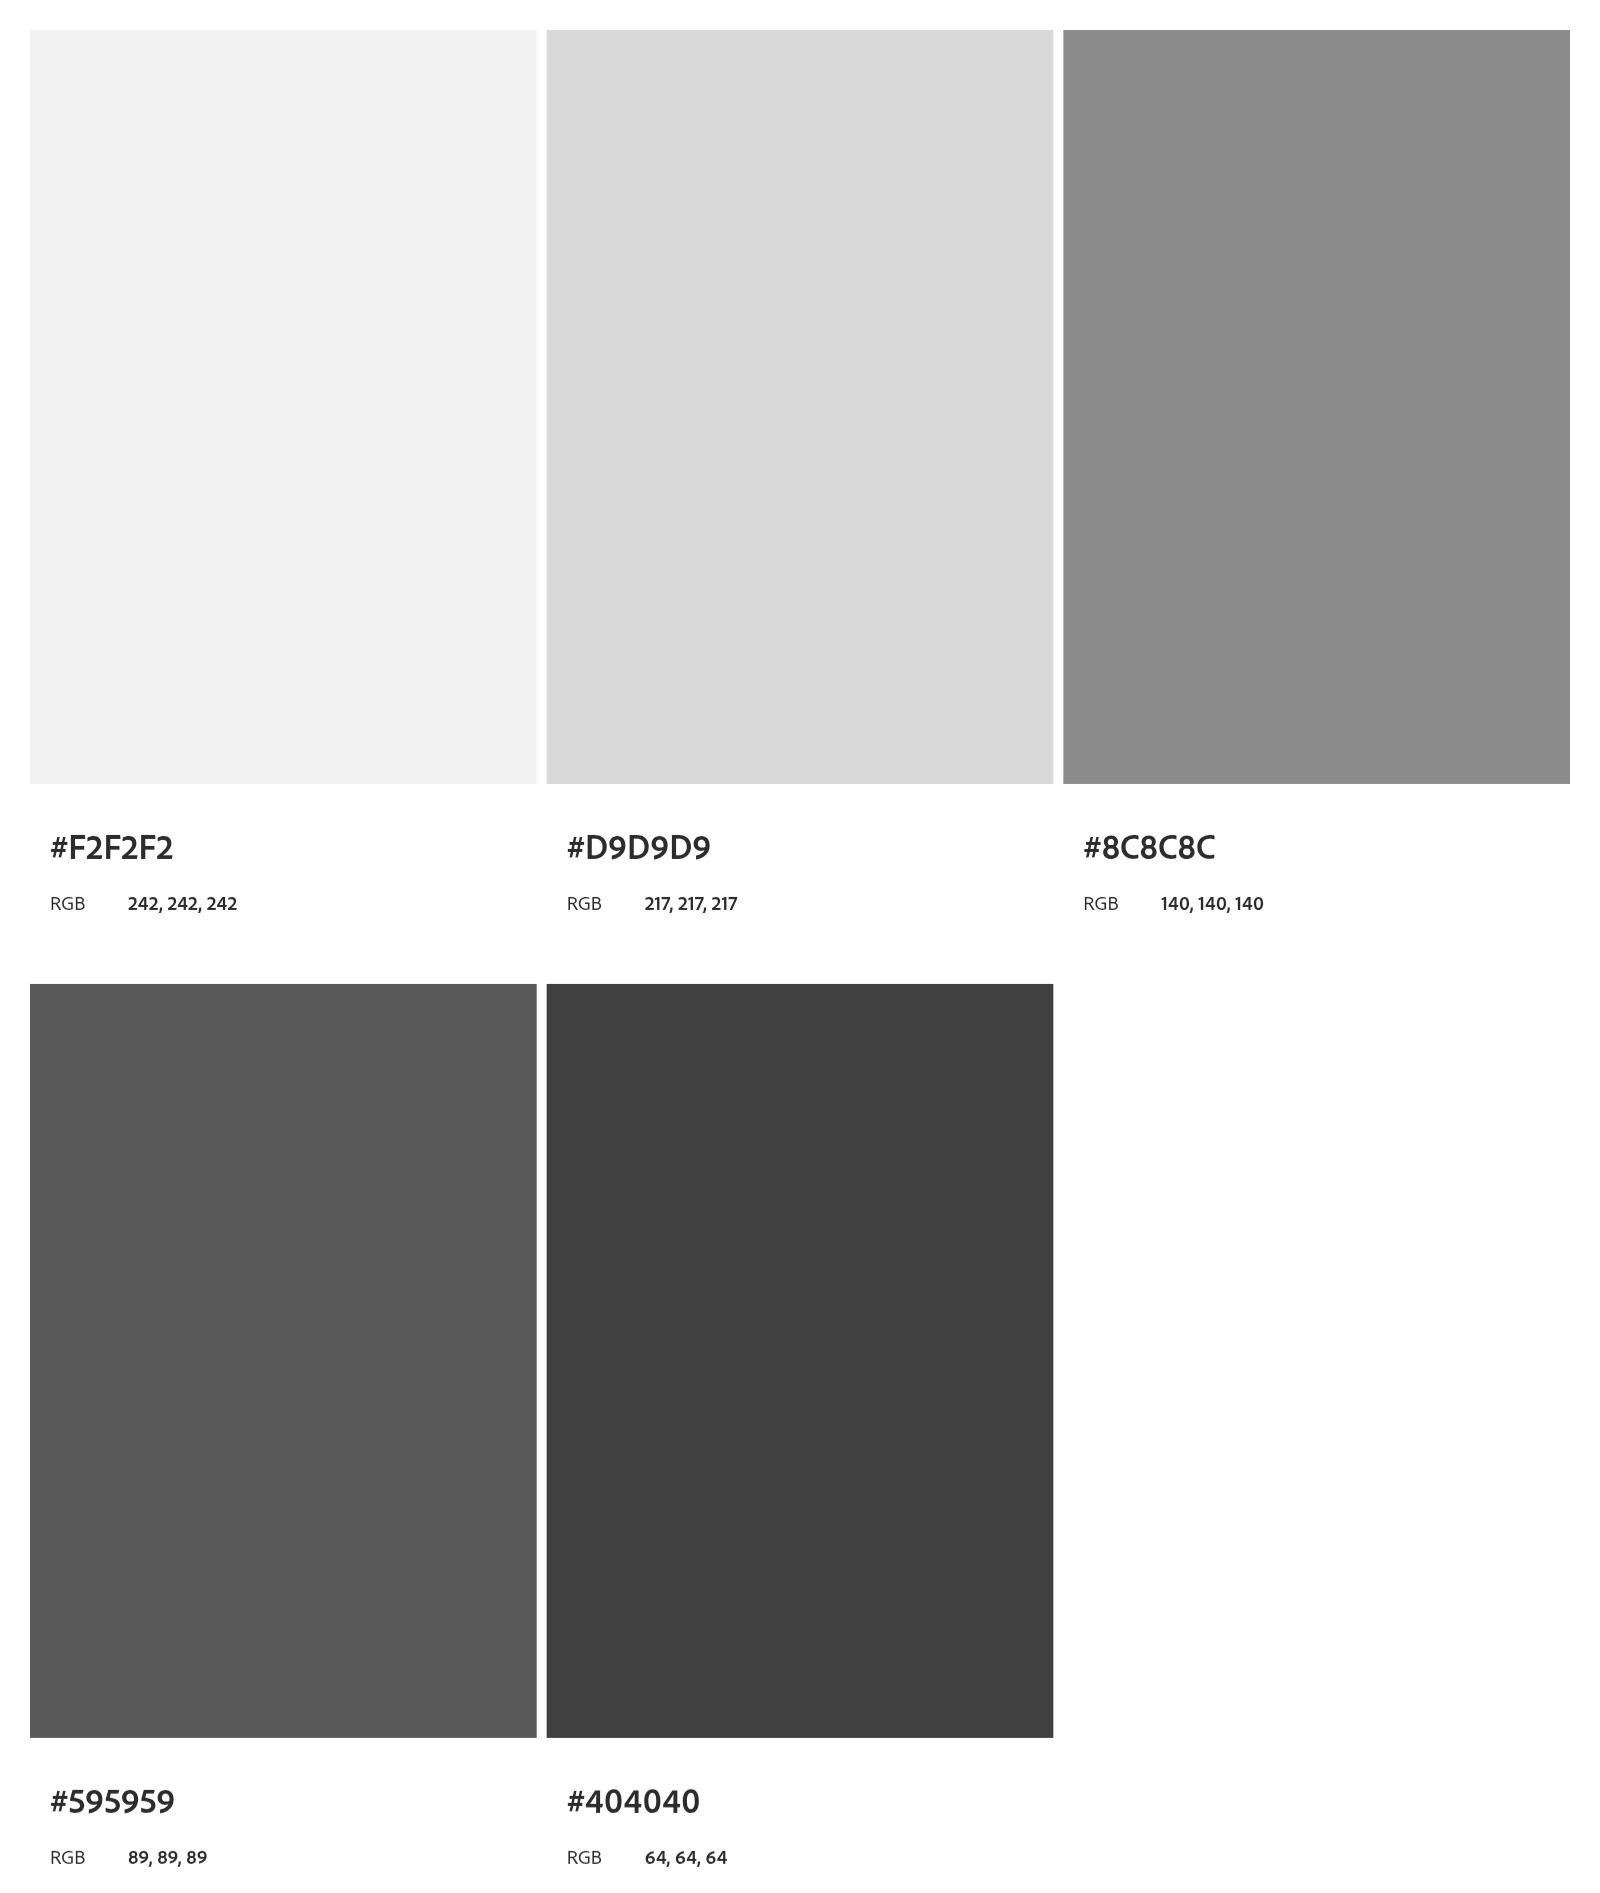 #F2F2F2
RGB 242, 242, 242
#D9D9D9
RGB 217, 217, 217
#8C8C8C
RGB 140, 140, 140
#595959
RGB 89, 89, 89
#404040
RGB 64, 64, 64